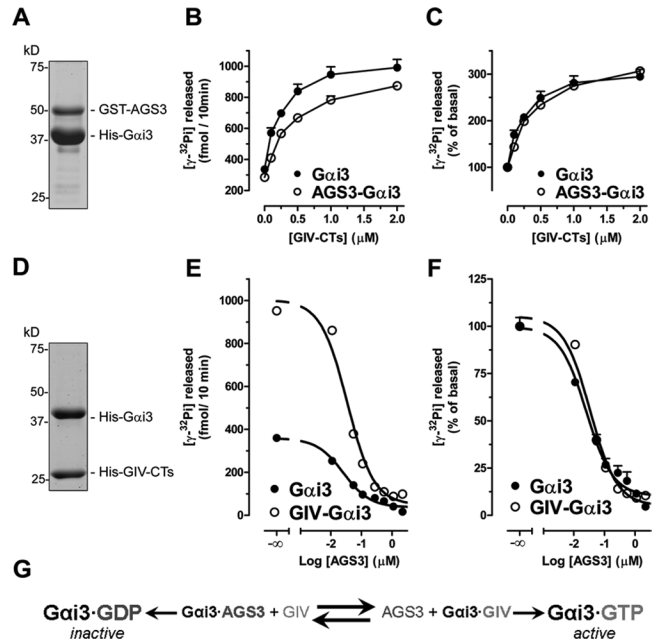 A
kD
75-
50-
37-
25-
GST-AGS3
His-Gαi3
B
[γ-³²Pi] released
(fmol / 10min)
1000
800
600
400
200
Gαi3
AGS3-Gαi3
0.0 0.5 1.0 1.5 2.0
[GIV-CTs] (μM)
C
[γ-³²Pi] released
(% of basal)
300
200
100
Gαi3
AGS3-Gαi3
0.0 0.5 1.0 1.5 2.0
[GIV-CTs] (μM)
D
kD
75-
50-
37-
25-
His-Gαi3
His-GIV-CTs
E
[γ-³²Pi] released
(fmol/ 10 min)
1000
800
600
400
200
0
Gαi3
GIV-Gαi3
-∞ -2 -1 0
Log [AGS3] (μM)
F
[γ-³²Pi] released
(% of basal)
125
100
75
50
25
0
Gαi3
GIV-Gαi3
-∞ -2 -1 0
Log [AGS3] (μM)
G
Gαi3·GDP Gαi3·AGS3 + GIV AGS3 + Gαi3·GIV Gαi3·GTP
inactive active